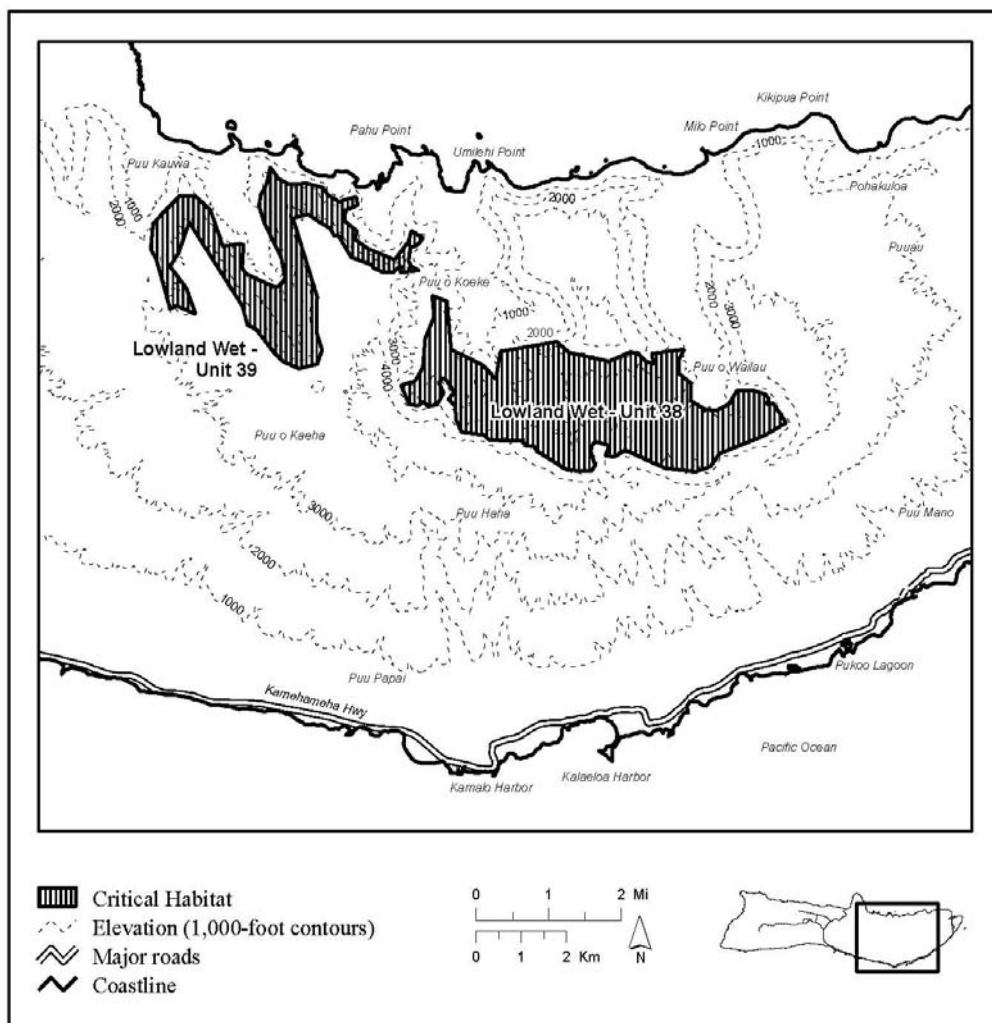 Kikipua Point
Pahu Point
Milo Point
Umilehi Point
1000
Puu Kauwa
Pohakuloa
1000
2000
2000
Puuau
Puu o Koeke
2000
3000
1000
2000
Lowland Wet -
Unit 39
3000
4000
Puu o Wailau
Lowland Wet - Unit 38
Puu o Kaeha
3000
Puu Haha
Puu Mano
2000
1000
Pukoo Lagoon
Puu Papai
Kamehameha Hwy
Pacific Ocean
Kamalo Harbor
Kalaeloa Harbor
Critical Habitat
Elevation (1,000-foot contours)
Major roads
Coastline
0 1 2 Mi
0 1 2 Km
N